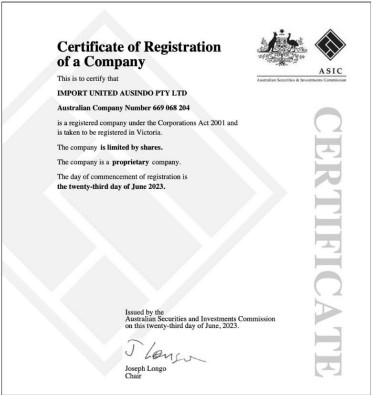 Certificate of Registration
of a Company
This is to certify that
IMPORT UNITED AUSINDO PTY LTD
Australian Company Number 669 068 204
is a registered company under the Corporations Act 2001 and
is taken to be registered in Victoria.
The company is limited by shares.
The company is a proprietary company.
The day of commencement of registration is
the twenty-third day of June 2023.
ASIC
Australian Securities & Investments Commission
CERTIFICATE
Issued by the
Australian Securities and Investments Commission
on this twenty-third day of June, 2023.
J Longo
Joseph Longo
Chair